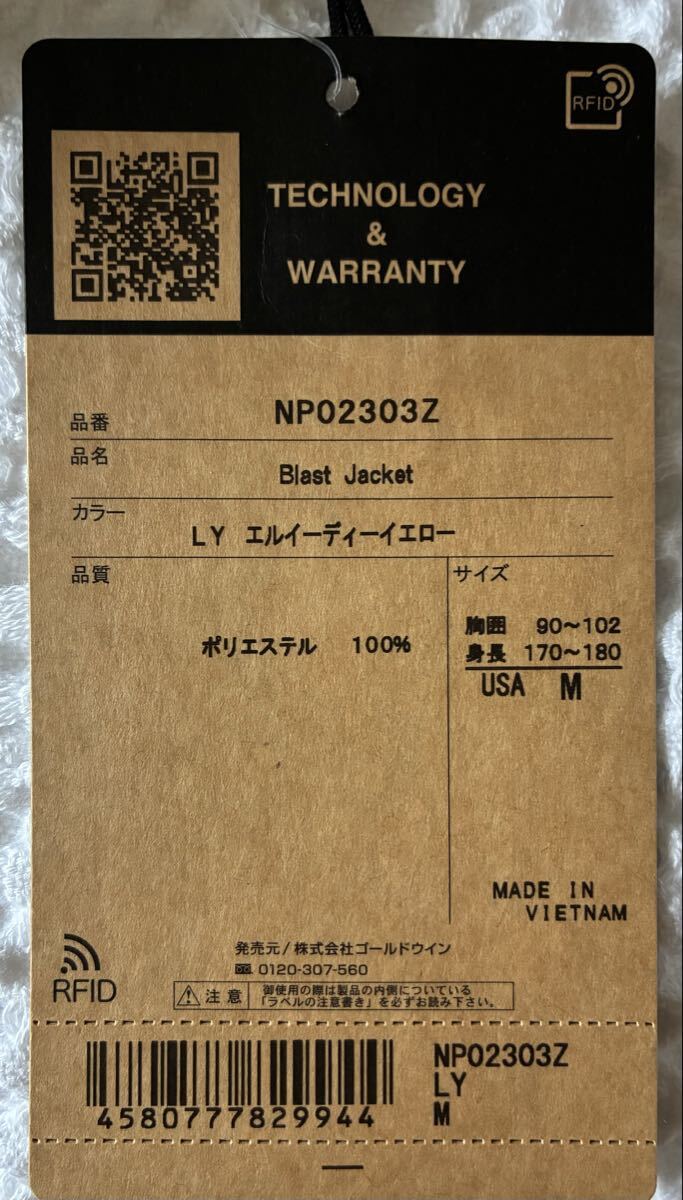 RFID
TECHNOLOGY
&
WARRANTY
品番 NP02303Z
品名 Blast Jacket
カラー LY エルイーディーイエロー
品質
ポリエステル 100%
サイズ
胸囲 90〜102
身長 170〜180
USA M
MADE IN
VIETNAM
発売元/株式会社ゴールドウイン
0120-307-560
RFID
注意
御使用の際は製品の内側についている
「ラベルの注意書き」を必ずお読み下さい。
4580777829944
NP02303Z
LY
M